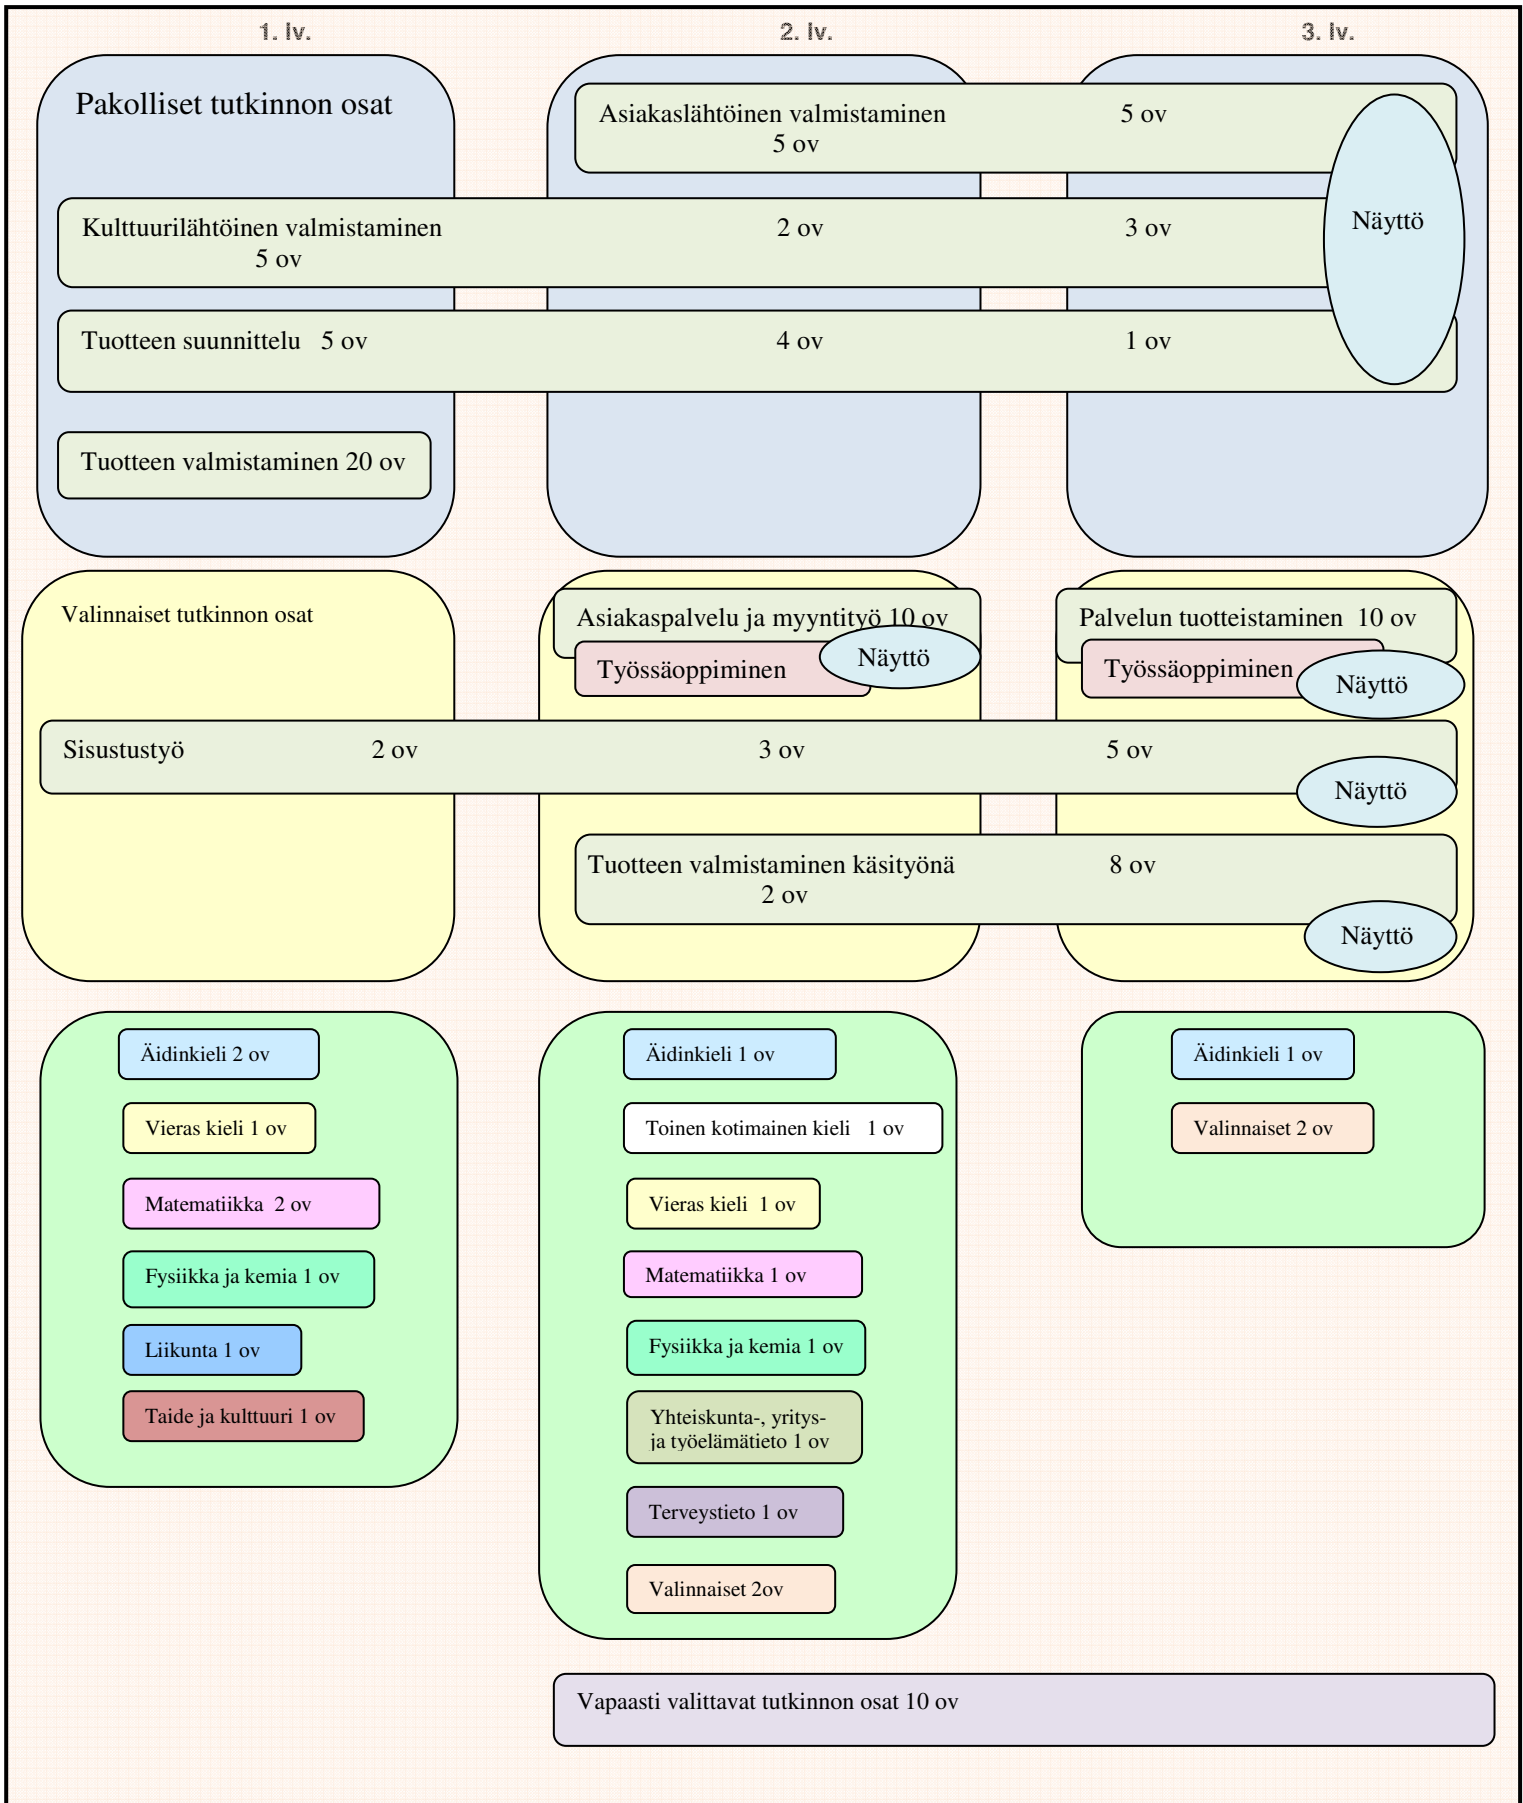 1. lv.
2. lv.
3. lv.
Pakolliset tutkinnon osat
Asiakaslähtöinen valmistaminen 5 ov
5 ov
Näyttö
Kulttuurilähtöinen valmistaminen 2 ov 3 ov
5 ov
Tuotteen suunnittelu 5 ov 4 ov 1 ov
Tuotteen valmistaminen 20 ov
Valinnaiset tutkinnon osat
Asiakaspalvelu ja myyntityö 10 ov
Työssäoppiminen
Näyttö
Palvelun tuotteistaminen 10 ov
Työssäoppiminen
Näyttö
Sisustustyö 2 ov 3 ov 5 ov
Näyttö
Tuotteen valmistaminen käsityönä 8 ov
2 ov
Näyttö
Äidinkieli 2 ov
Vieras kieli 1 ov
Matematiikka 2 ov
Fysiikka ja kemia 1 ov
Liikunta 1 ov
Taide ja kulttuuri 1 ov
Äidinkieli 1 ov
Toinen kotimainen kieli 1 ov
Vieras kieli 1 ov
Matematiikka 1 ov
Fysiikka ja kemia 1 ov
Yhteiskunta-, yritys-
ja työelämätieto 1 ov
Terveystieto 1 ov
Valinnaiset 2ov
Äidinkieli 1 ov
Valinnaiset 2 ov
Vapaasti valittavat tutkinnon osat 10 ov